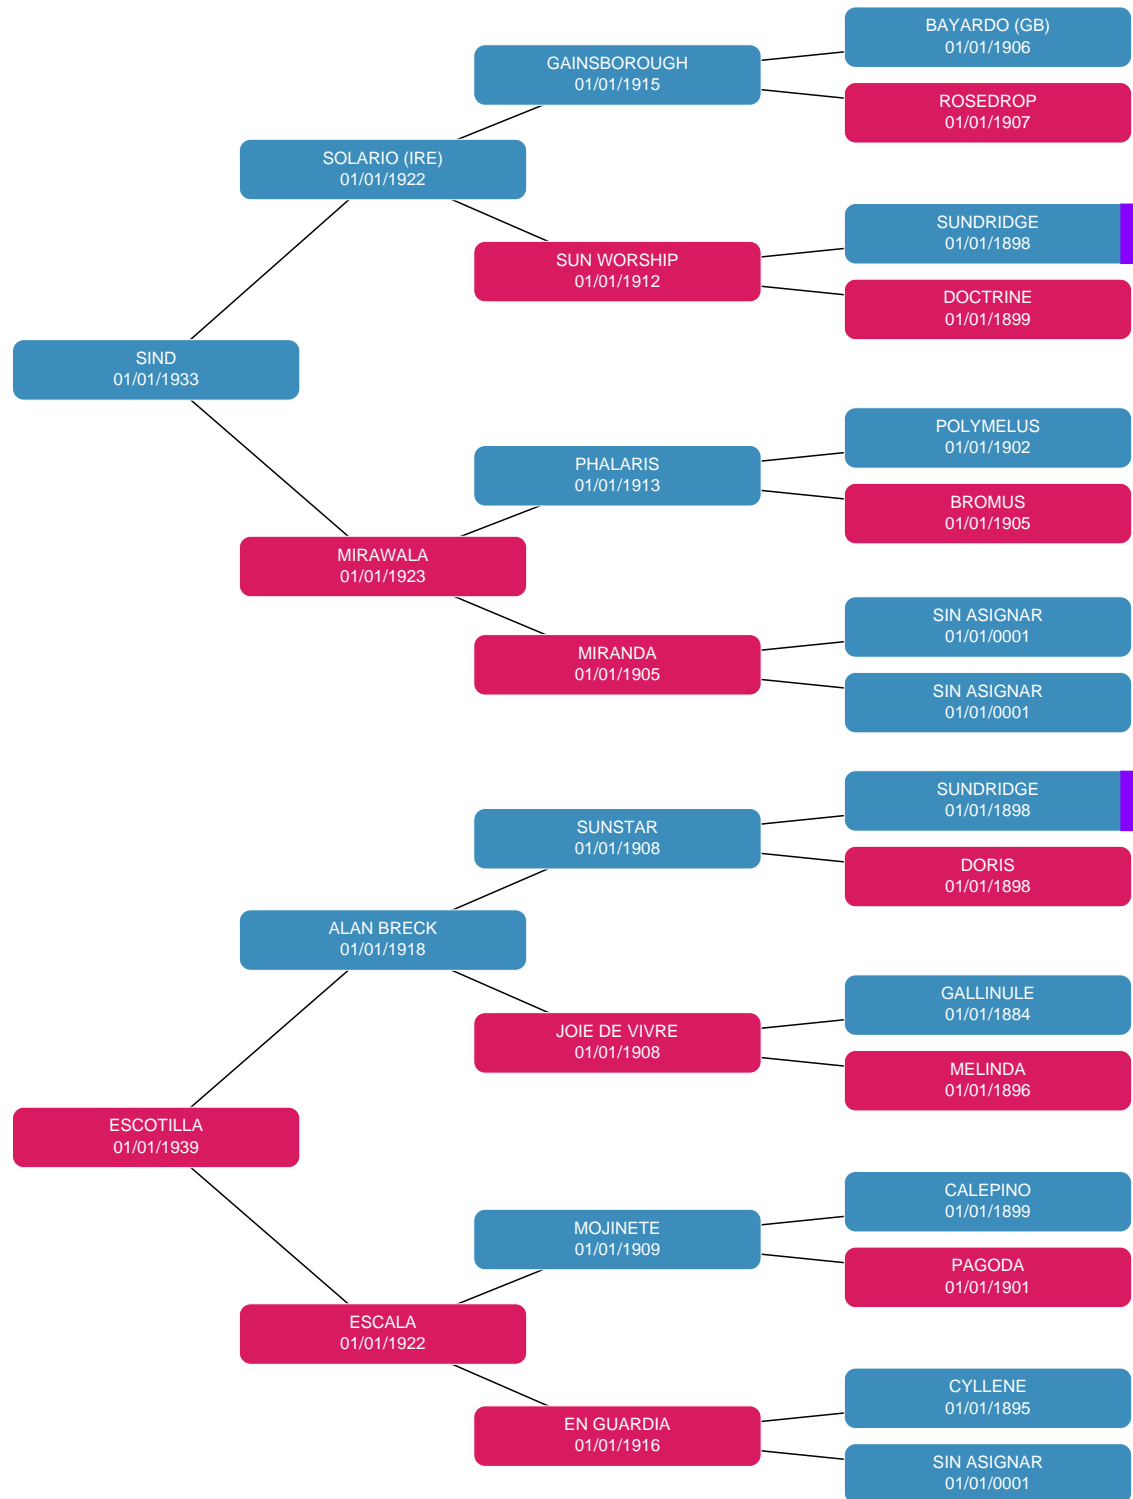 BAYARDO (GB)
01/01/1906
GAINSBOROUGH
01/01/1915
ROSEDROP
01/01/1907
SOLARIO (IRE)
01/01/1922
SUNDRIDGE
01/01/1898
SUN WORSHIP
01/01/1912
DOCTRINE
01/01/1899
SIND
01/01/1933
POLYMELUS
01/01/1902
PHALARIS
01/01/1913
BROMUS
01/01/1905
MIRAWALA
01/01/1923
SIN ASIGNAR
01/01/0001
MIRANDA
01/01/1905
SIN ASIGNAR
01/01/0001
SUNDRIDGE
01/01/1898
SUNSTAR
01/01/1908
DORIS
01/01/1898
ALAN BRECK
01/01/1918
GALLINULE
01/01/1884
JOIE DE VIVRE
01/01/1908
MELINDA
01/01/1896
ESCOTILLA
01/01/1939
CALEPINO
01/01/1899
MOJINETE
01/01/1909
PAGODA
01/01/1901
ESCALA
01/01/1922
CYLLENE
01/01/1895
EN GUARDIA
01/01/1916
SIN ASIGNAR
01/01/0001